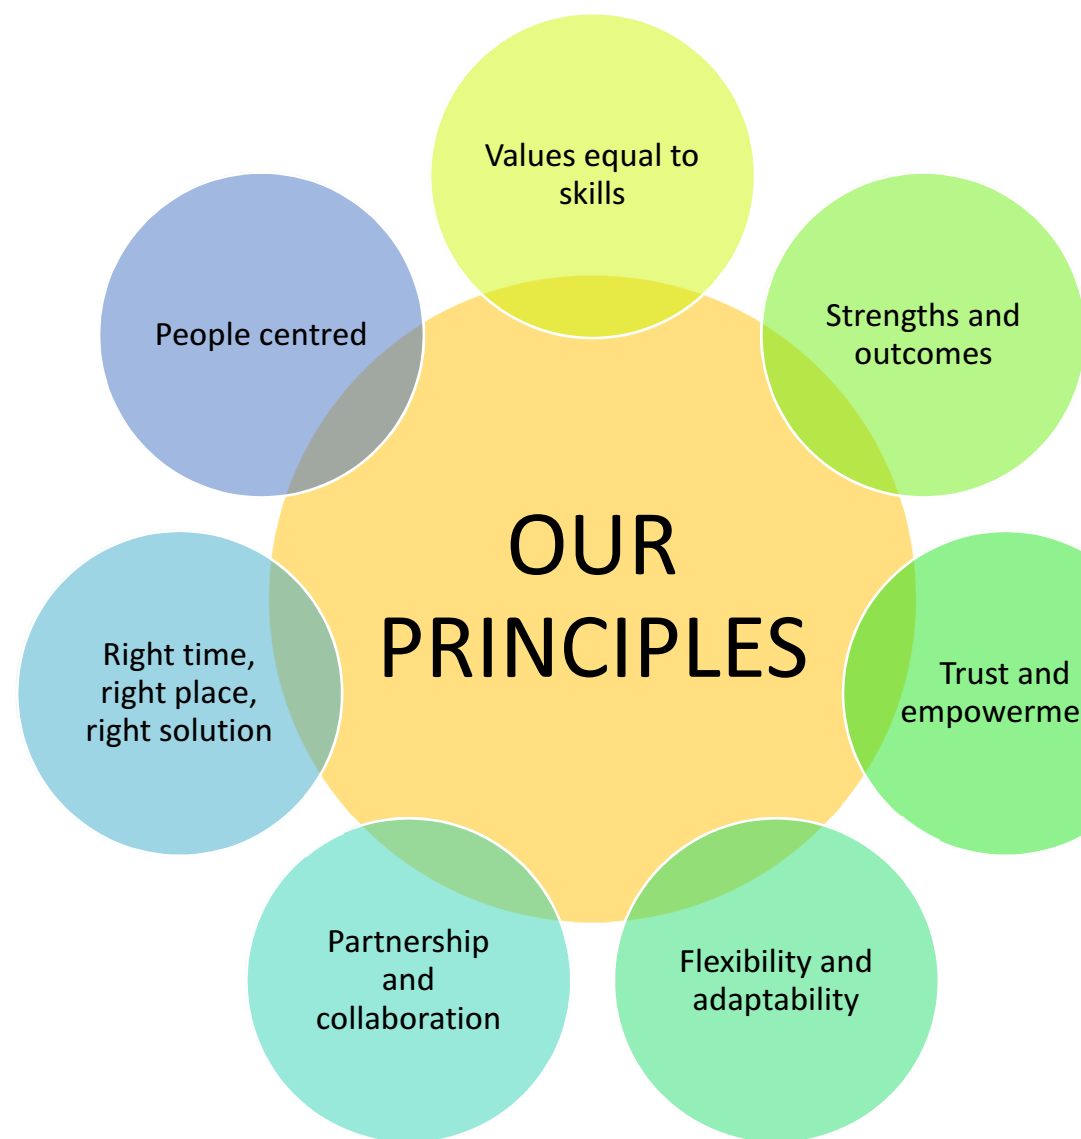 Values equal to
skills
Strengths and
outcomes
Trust and
empowerme
Flexibility and
adaptability
Partnership
and
collaboration
Right time,
right place,
right solution
People centred
OUR
PRINCIPLES